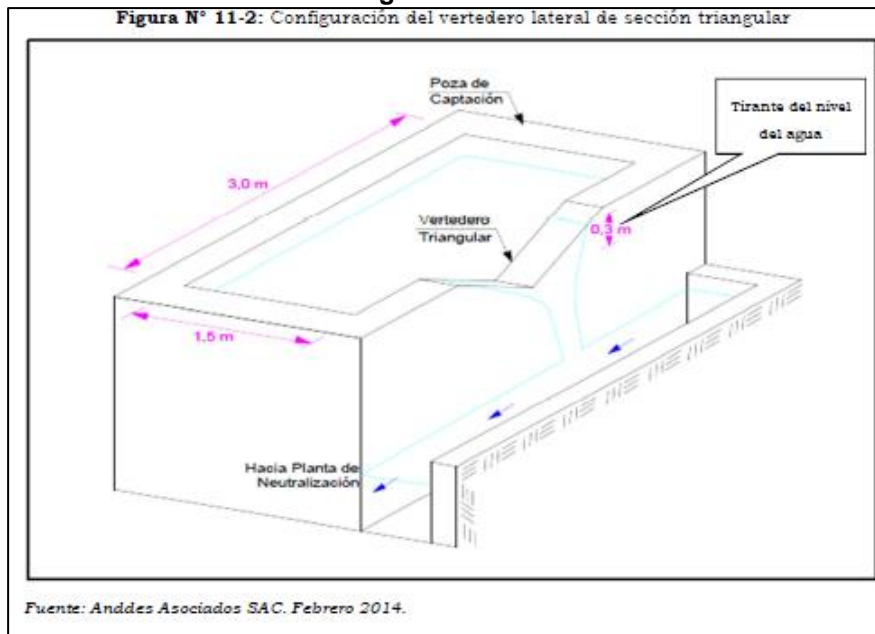 Figura N° 11-2: Configuración del vertedero lateral de sección triangular
Poza de
Captación
Tirante del nivel
del agua
3,0 m
Vertedero
Triangular
0,3 m
1,5 m
Hacia Planta de
Neutralización
Fuente: Anddes Asociados SAC. Febrero 2014.